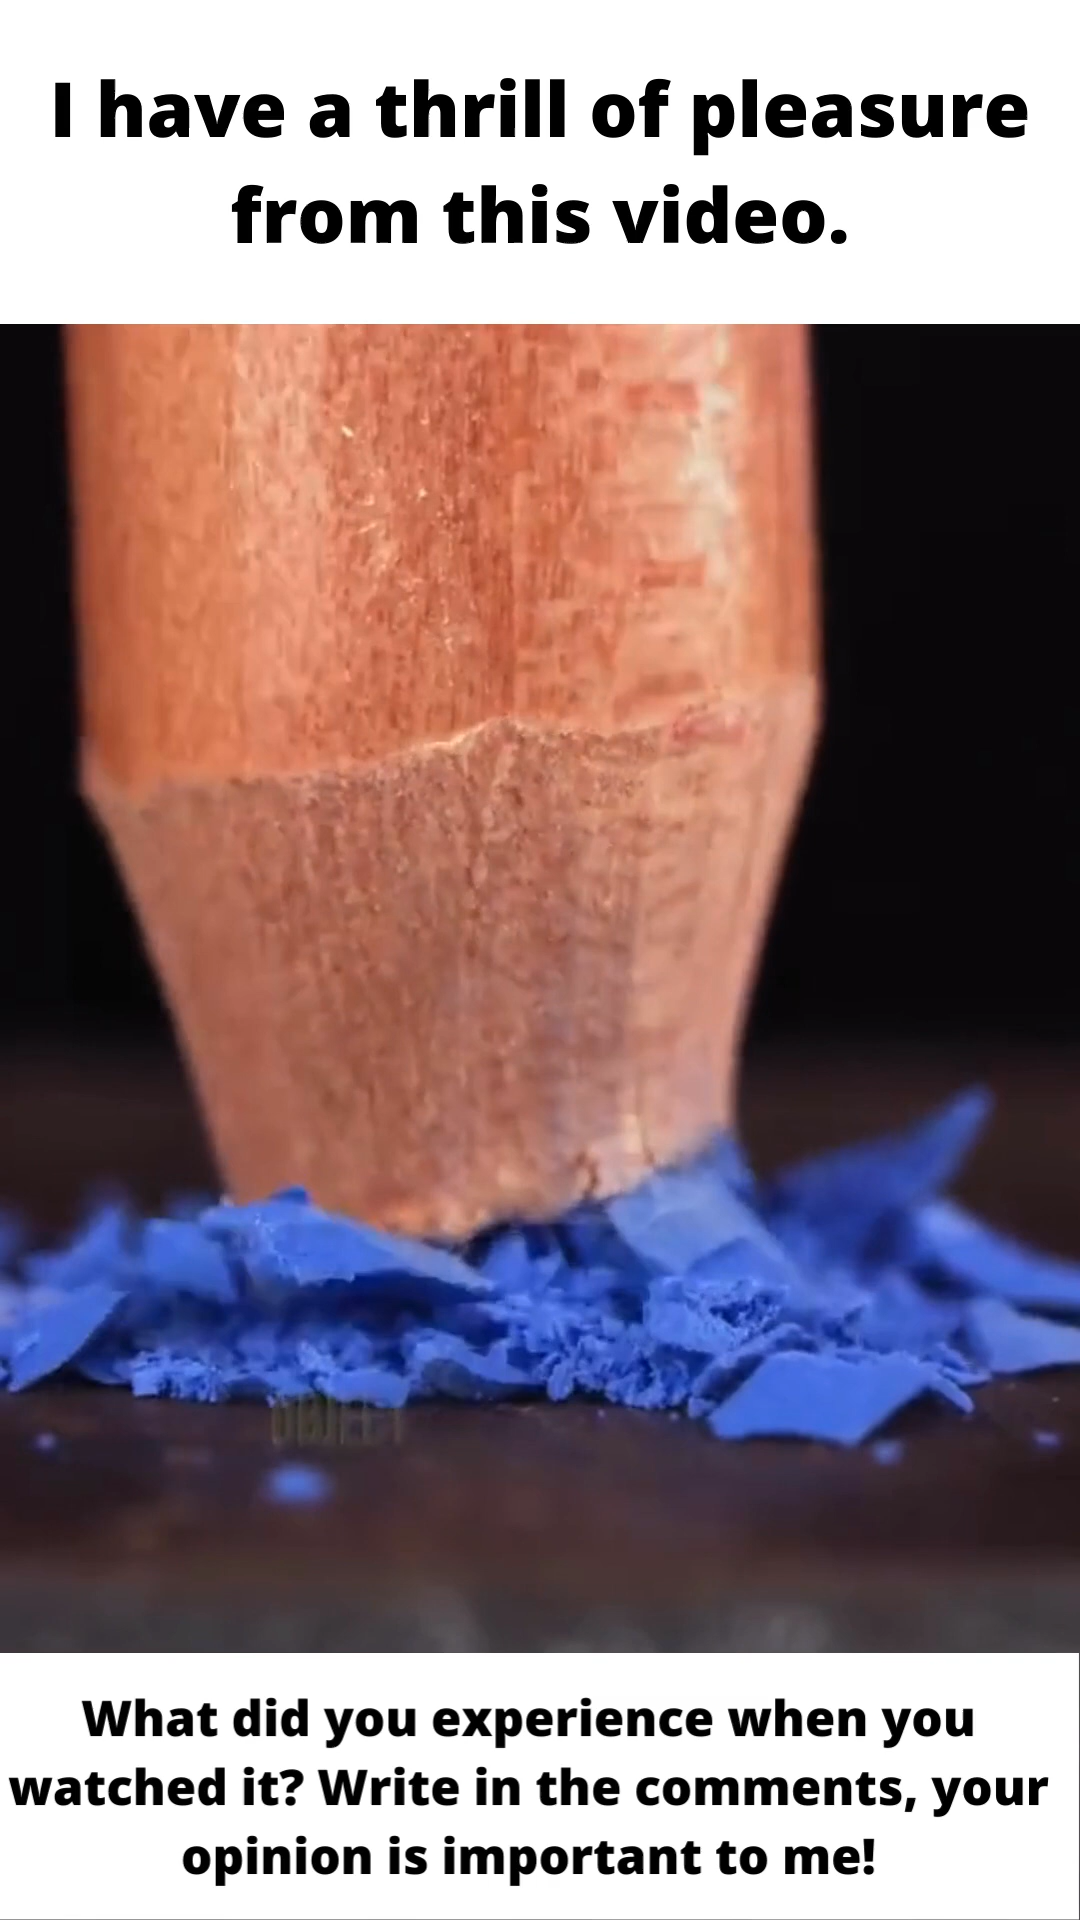 I have a thrill of pleasure
from this video.
What did you experience when you
watched it? Write in the comments, your
opinion is important to me!